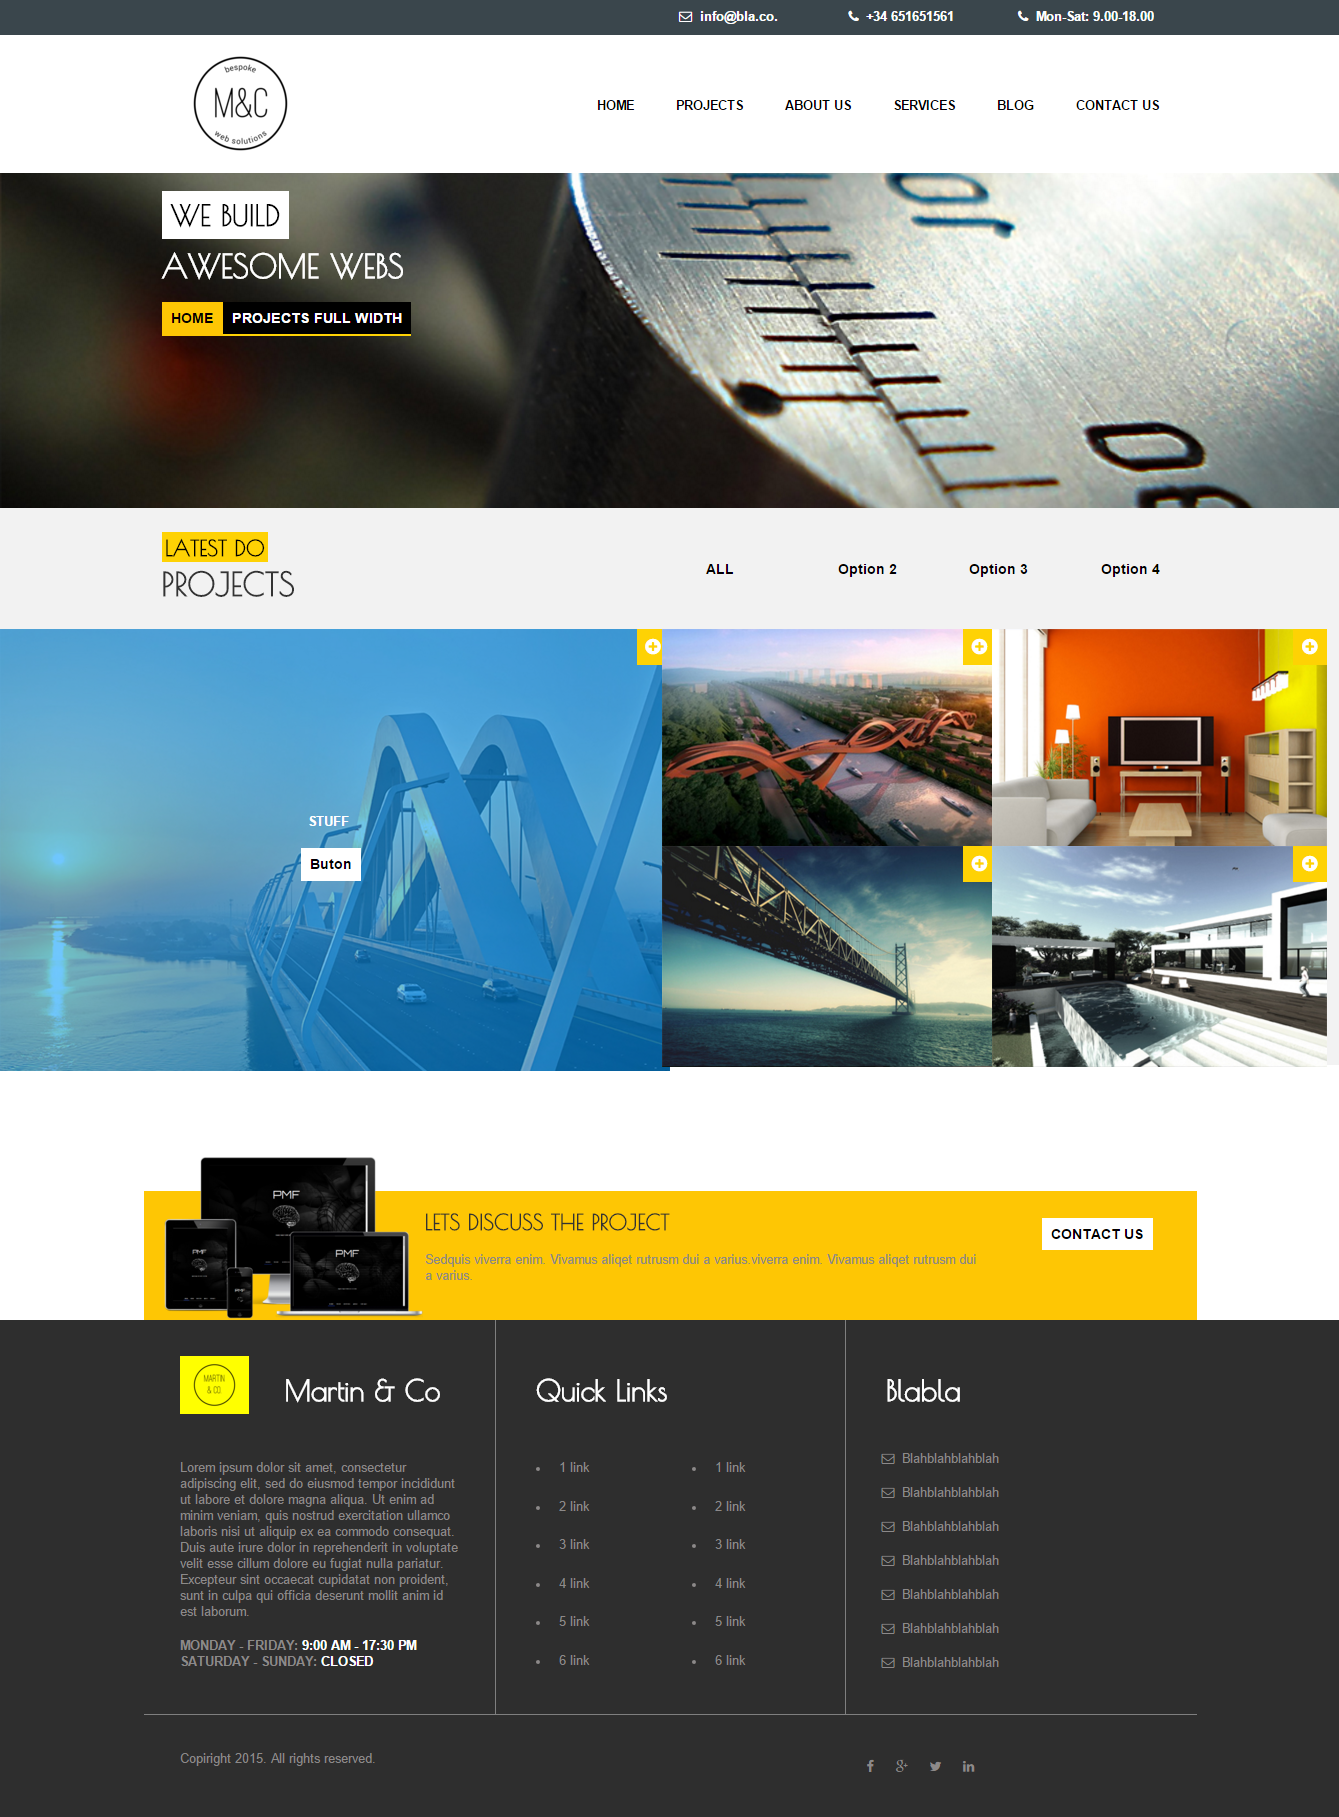 info@bla.co.
+34 651651561
Mon-Sat: 9.00-18.00
bespoke
M&C
web solutions
HOME
PROJECTS
ABOUT US
SERVICES
BLOG
CONTACT US
WE BUILD
AWESOME WEBS
HOME
PROJECTS FULL WIDTH
LATEST DO
PROJECTS
ALL
Option 2
Option 3
Option 4
STUFF
Buton
PMF
PMF
PMF
LETS DISCUSS THE PROJECT
Sedquis viverra enim. Vivamus aliqet rutrusm dui a varius.viverra enim. Vivamus aliqet rutrusm dui
a varius.
CONTACT US
MARTIN
& CO
Martin & Co
Lorem ipsum dolor sit amet, consectetur
adipiscing elit, sed do eiusmod tempor incididunt
ut labore et dolore magna aliqua. Ut enim ad
minim veniam, quis nostrud exercitation ullamco
laboris nisi ut aliquip ex ea commodo consequat.
Duis aute irure dolor in reprehenderit in voluptate
velit esse cillum dolore eu fugiat nulla pariatur.
Excepteur sint occaecat cupidatat non proident,
sunt in culpa qui officia deserunt mollit anim id
est laborum.
MONDAY - FRIDAY: 9:00 AM - 17:30 PM
SATURDAY - SUNDAY: CLOSED
Quick Links
1 link
2 link
3 link
4 link
5 link
6 link
1 link
2 link
3 link
4 link
5 link
6 link
Blabla
Blahblahblahblah
Blahblahblahblah
Blahblahblahblah
Blahblahblahblah
Blahblahblahblah
Blahblahblahblah
Blahblahblahblah
Copiright 2015. All rights reserved.